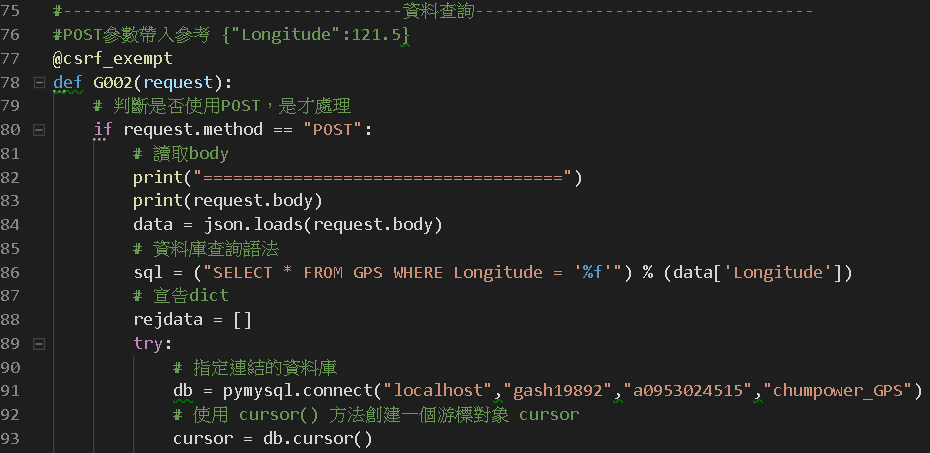 75 #----------------------------------資料查詢----------------------------------
76 #POST參數帶入參考 {"Longitude":121.5}
77 @csrf_exempt
78 def G002(request):
79 # 判斷是否使用POST，是才處理
80 if request.method == "POST":
81 # 讀取body
82 print("====================================")
83 print(request.body)
84 data = json.loads(request.body)
85 # 資料庫查詢語法
86 sql = ("SELECT * FROM GPS WHERE Longitude = '%f'") % (data['Longitude'])
87 # 宣告dict
88 rejdata = []
89 try:
90 # 指定連結的資料庫
91 db = pymysql.connect("localhost","gash19892","a0953024515","chumpower_GPS")
92 # 使用 cursor() 方法創建一個游標對象 cursor
93 cursor = db.cursor()